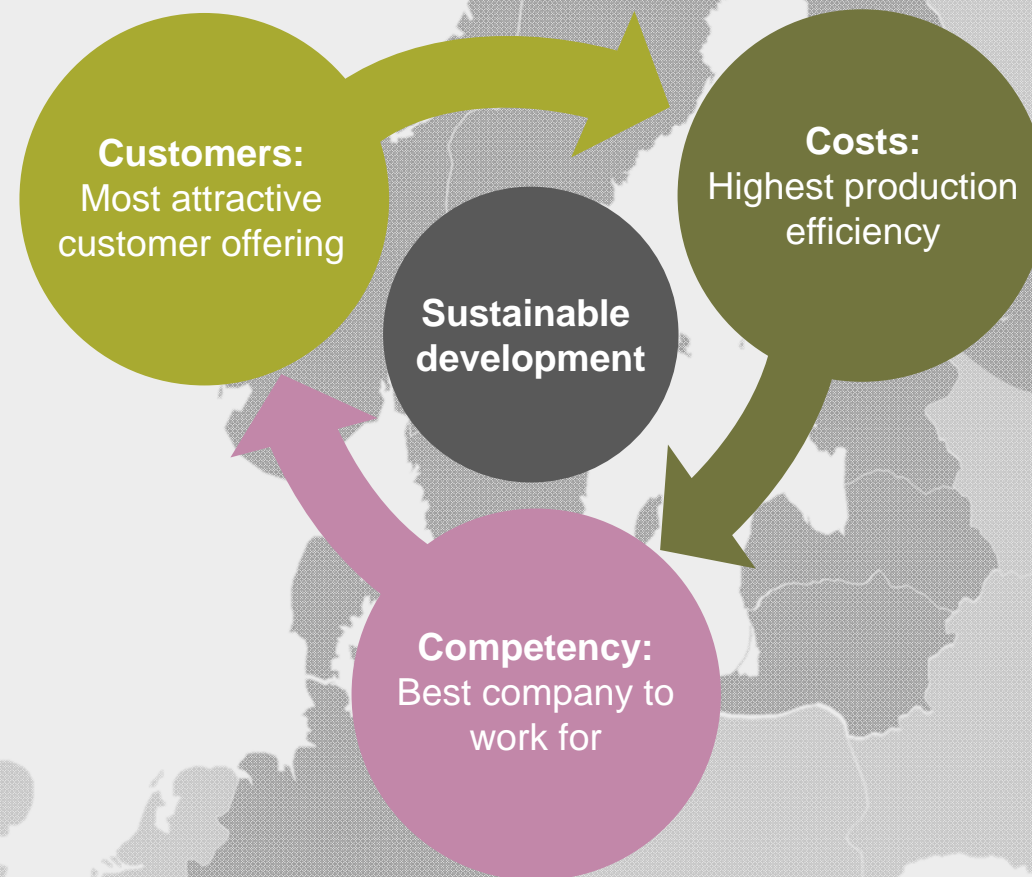 Customers:
Most attractive
customer offering
Costs:
Highest production
efficiency
Sustainable
development
Competency:
Best company to
work for